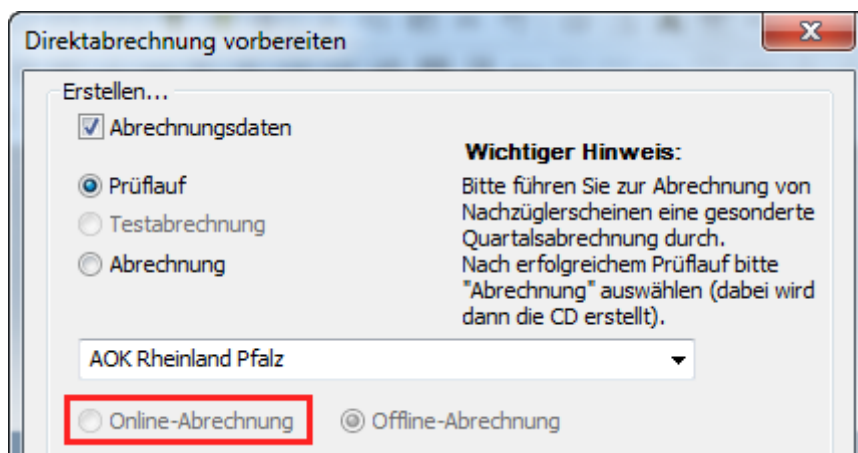 Direktabrechnung vorbereiten
Erstellen...
Abrechnungsdaten
Prüflauf
Testabrechnung
Abrechnung
Wichtiger Hinweis:
Bitte führen Sie zur Abrechnung von
Nachzüglerscheinen eine gesonderte
Quartalsabrechnung durch.
Nach erfolgreichem Prüflauf bitte
"Abrechnung" auswählen (dabei wird
dann die CD erstellt).
AOK Rheinland Pfalz
Online-Abrechnung Offline-Abrechnung